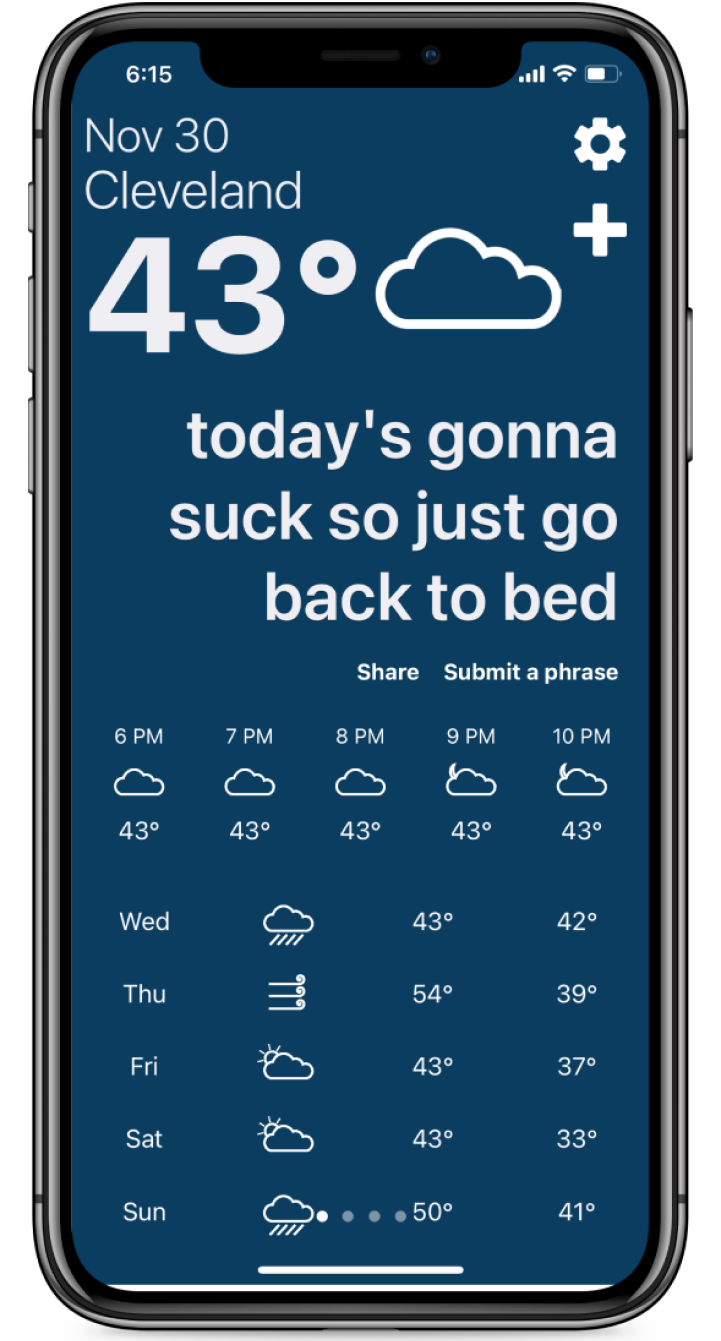 6:15
Nov 30
Cleveland
43°
today's gonna
suck so just go
back to bed
Share Submit a phrase
6 PM 7 PM 8 PM 9 PM 10 PM
43° 43° 43° 43° 43°
Wed 43° 42°
Thu 54° 39°
Fri 43° 37°
Sat 43° 33°
Sun 50° 41°